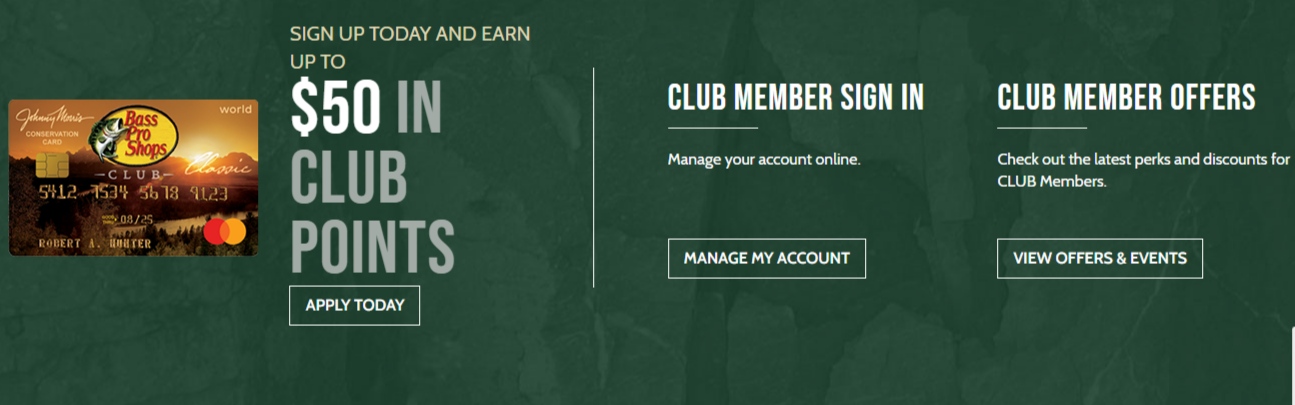 Johnny Morris
CONSERVATION
CARD
world
Bass
Pro
Shops
CLUB
Classic
5412 7534 5678 9123
08/25
ROBERT A. HUNTER
SIGN UP TODAY AND EARN
UP TO
$50 IN
CLUB
POINTS
APPLY TODAY
CLUB MEMBER SIGN IN
Manage your account online.
MANAGE MY ACCOUNT
CLUB MEMBER OFFERS
Check out the latest perks and discounts for
CLUB Members.
VIEW OFFERS & EVENTS